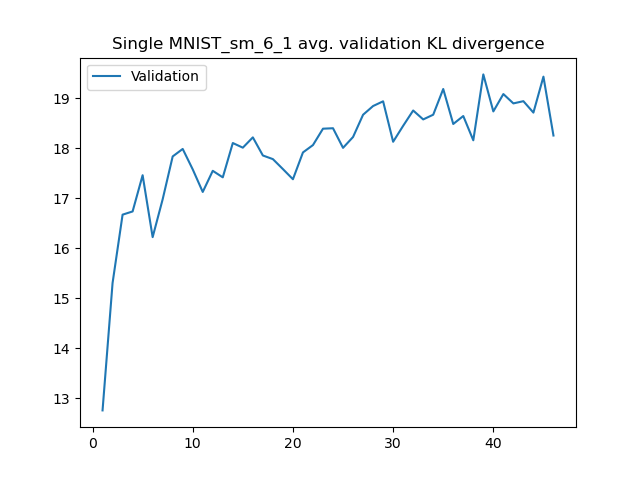 Single MNIST_sm_6_1 avg. validation KL divergence
Validation
19
18
17
16
15
14
13
0 10 20 30 40